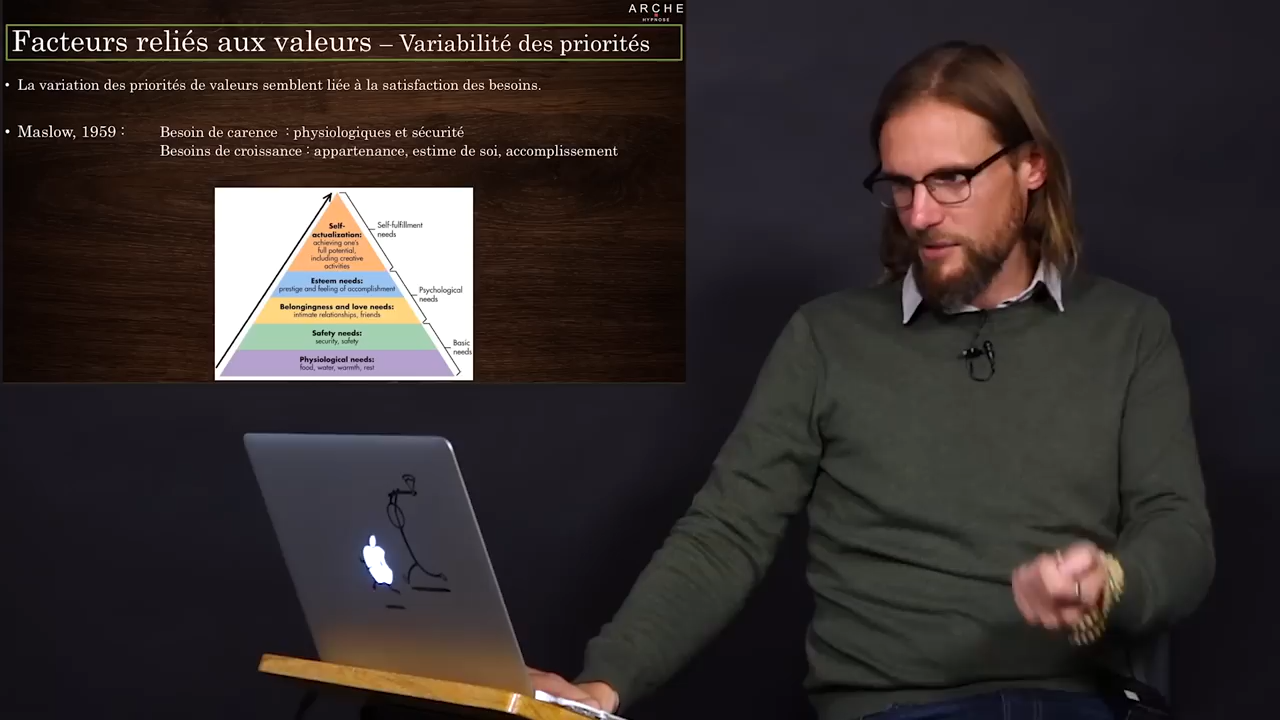 ARCHE
HYPNOSE
Facteurs reliés aux valeurs – Variabilité des priorités
• La variation des priorités de valeurs semblent liée à la satisfaction des besoins.
• Maslow, 1959 : Besoin de carence : physiologiques et sécurité
Besoins de croissance : appartenance, estime de soi, accomplissement
Self-
actualization:
achieving one's
full potential,
including creative
activities
Self-fulfillment
needs
Esteem needs:
prestige and feeling of accomplishment
Psychological
needs
Belongingness and love needs:
intimate relationships, friends
Safety needs:
security, safety
Basic
needs
Physiological needs:
food, water, warmth, rest